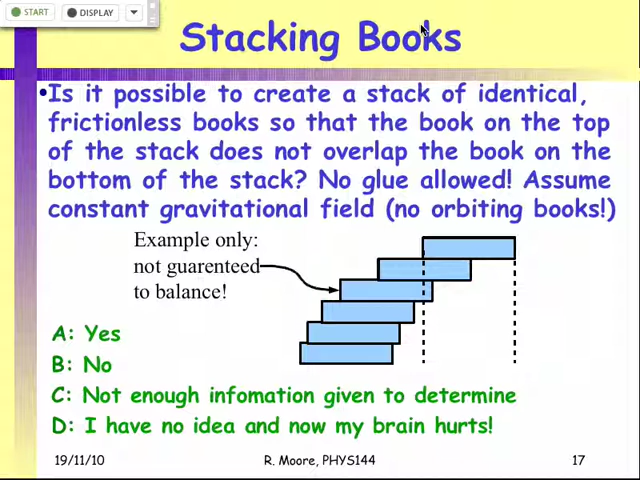 START
DISPLAY
Stacking Books
•Is it possible to create a stack of identical,
frictionless books so that the book on the top
of the stack does not overlap the book on the
bottom of the stack? No glue allowed! Assume
constant gravitational field (no orbiting books!)
Example only:
not guarenteed
to balance!
A: Yes
B: No
C: Not enough infomation given to determine
D: I have no idea and now my brain hurts!
19/11/10
R. Moore, PHYS144
17